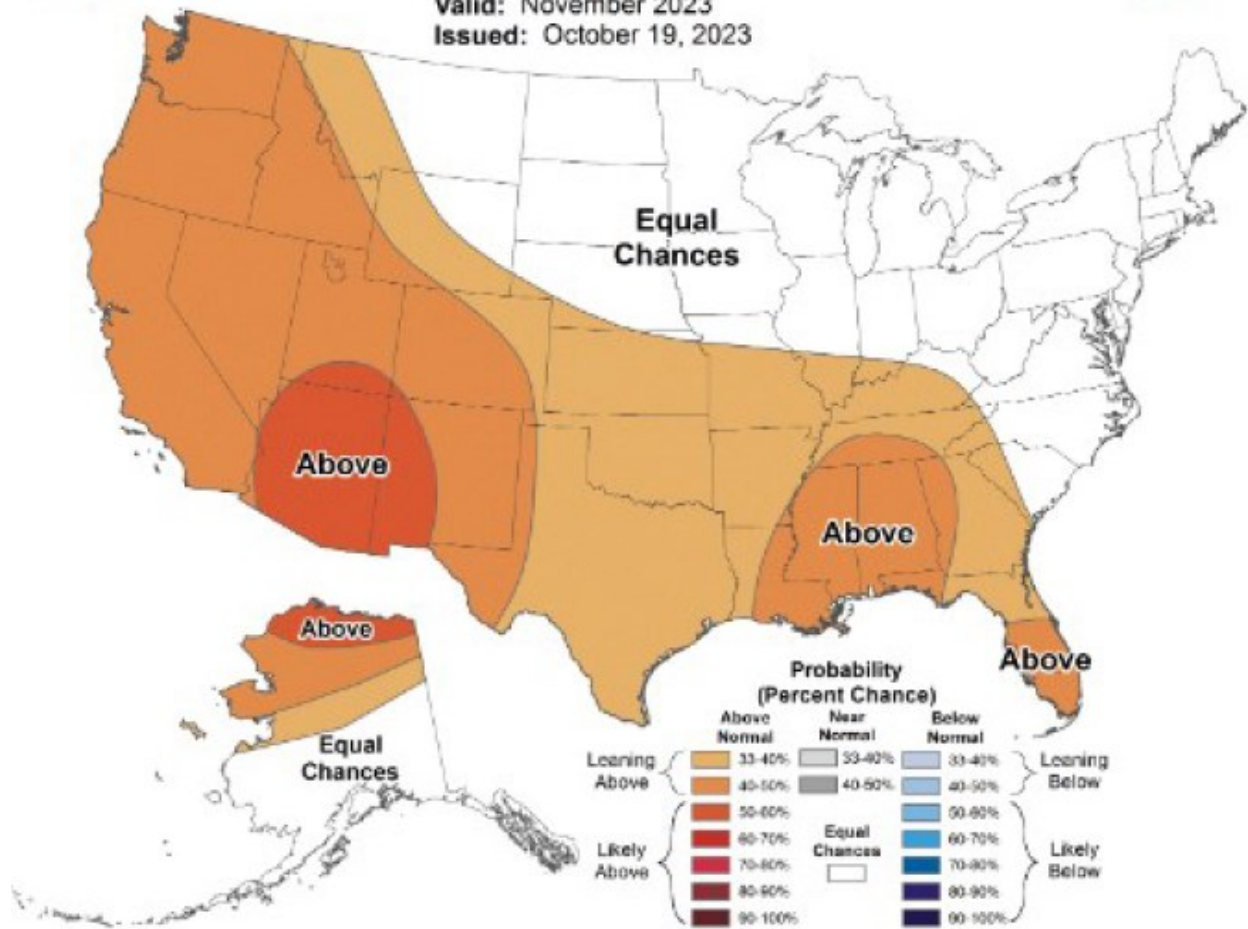 Valid: November 2023
Issued: October 19, 2023
Equal
Chances
Above
Above
Above
Above
Equal
Chances
Probability
(Percent Chance)
Above
Normal
Near
Normal
Below
Normal
Leaning
Above
33-40%
33-40%
33-40%
Leaning
Below
40-50%
40-50%
40-50%
50-60%
50-60%
Likely
Above
60-70%
Equal
Chances
60-70%
Likely
Below
70-80%
70-80%
80-90%
80-90%
90-100%
90-100%